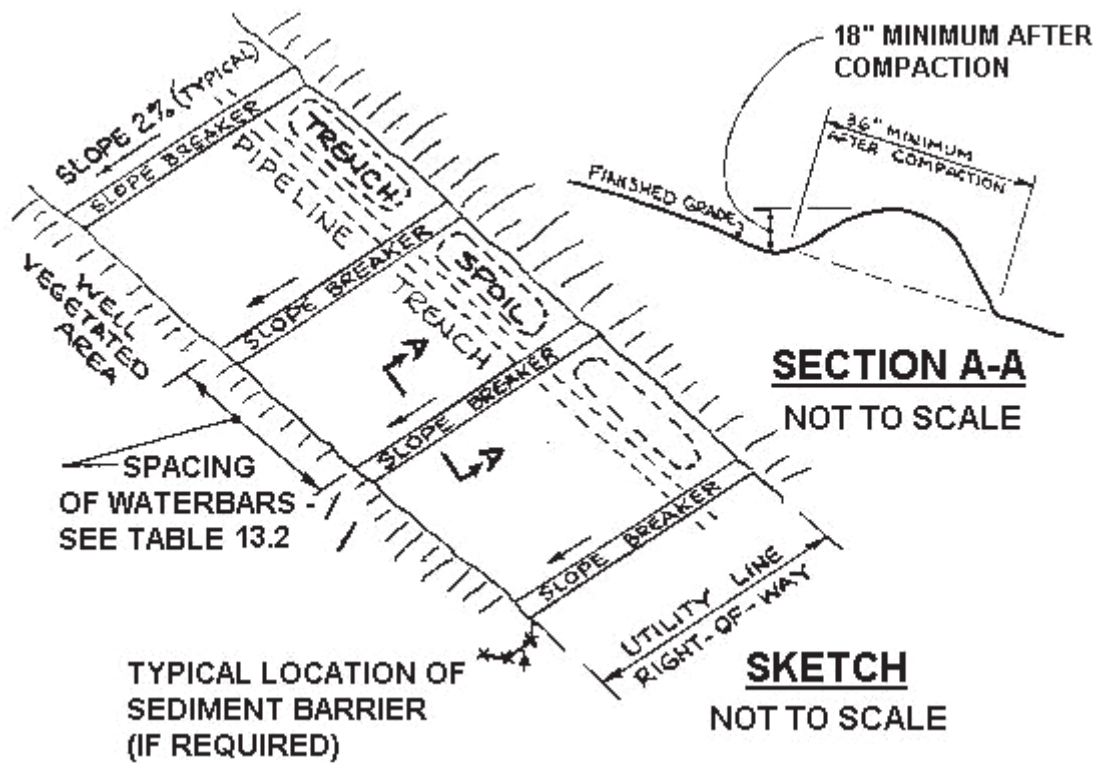 18" MINIMUM AFTER
COMPACTION
36" MINIMUM
AFTER COMPACTION
FINISHED GRADE
SECTION A-A
NOT TO SCALE
SLOPE 2% (TYPICAL)
SLOPE BREAKER
TRENCH
PIPELINE
SLOPE BREAKER
SPOIL
TRENCH
A
SLOPE BREAKER
A
SLOPE BREAKER
WELL
VEGETATED
AREA
SPACING
OF WATERBARS -
SEE TABLE 13.2
UTILITY LINE
RIGHT-OF-WAY
TYPICAL LOCATION OF
SEDIMENT BARRIER
(IF REQUIRED)
SKETCH
NOT TO SCALE